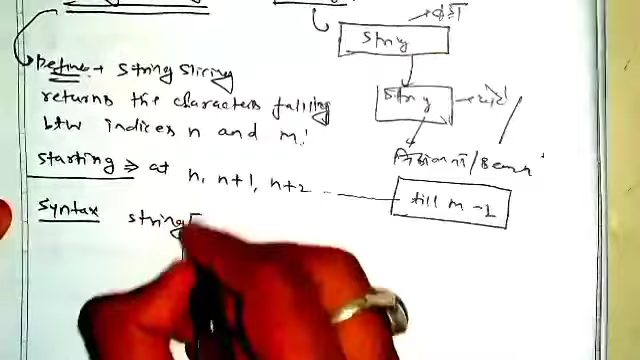 String
Define → String Slicing
String
returns the characters falling
btw indices n and m.
starting ⇒ at n, n+1, n+2 ---- till m-1
Syntax string[